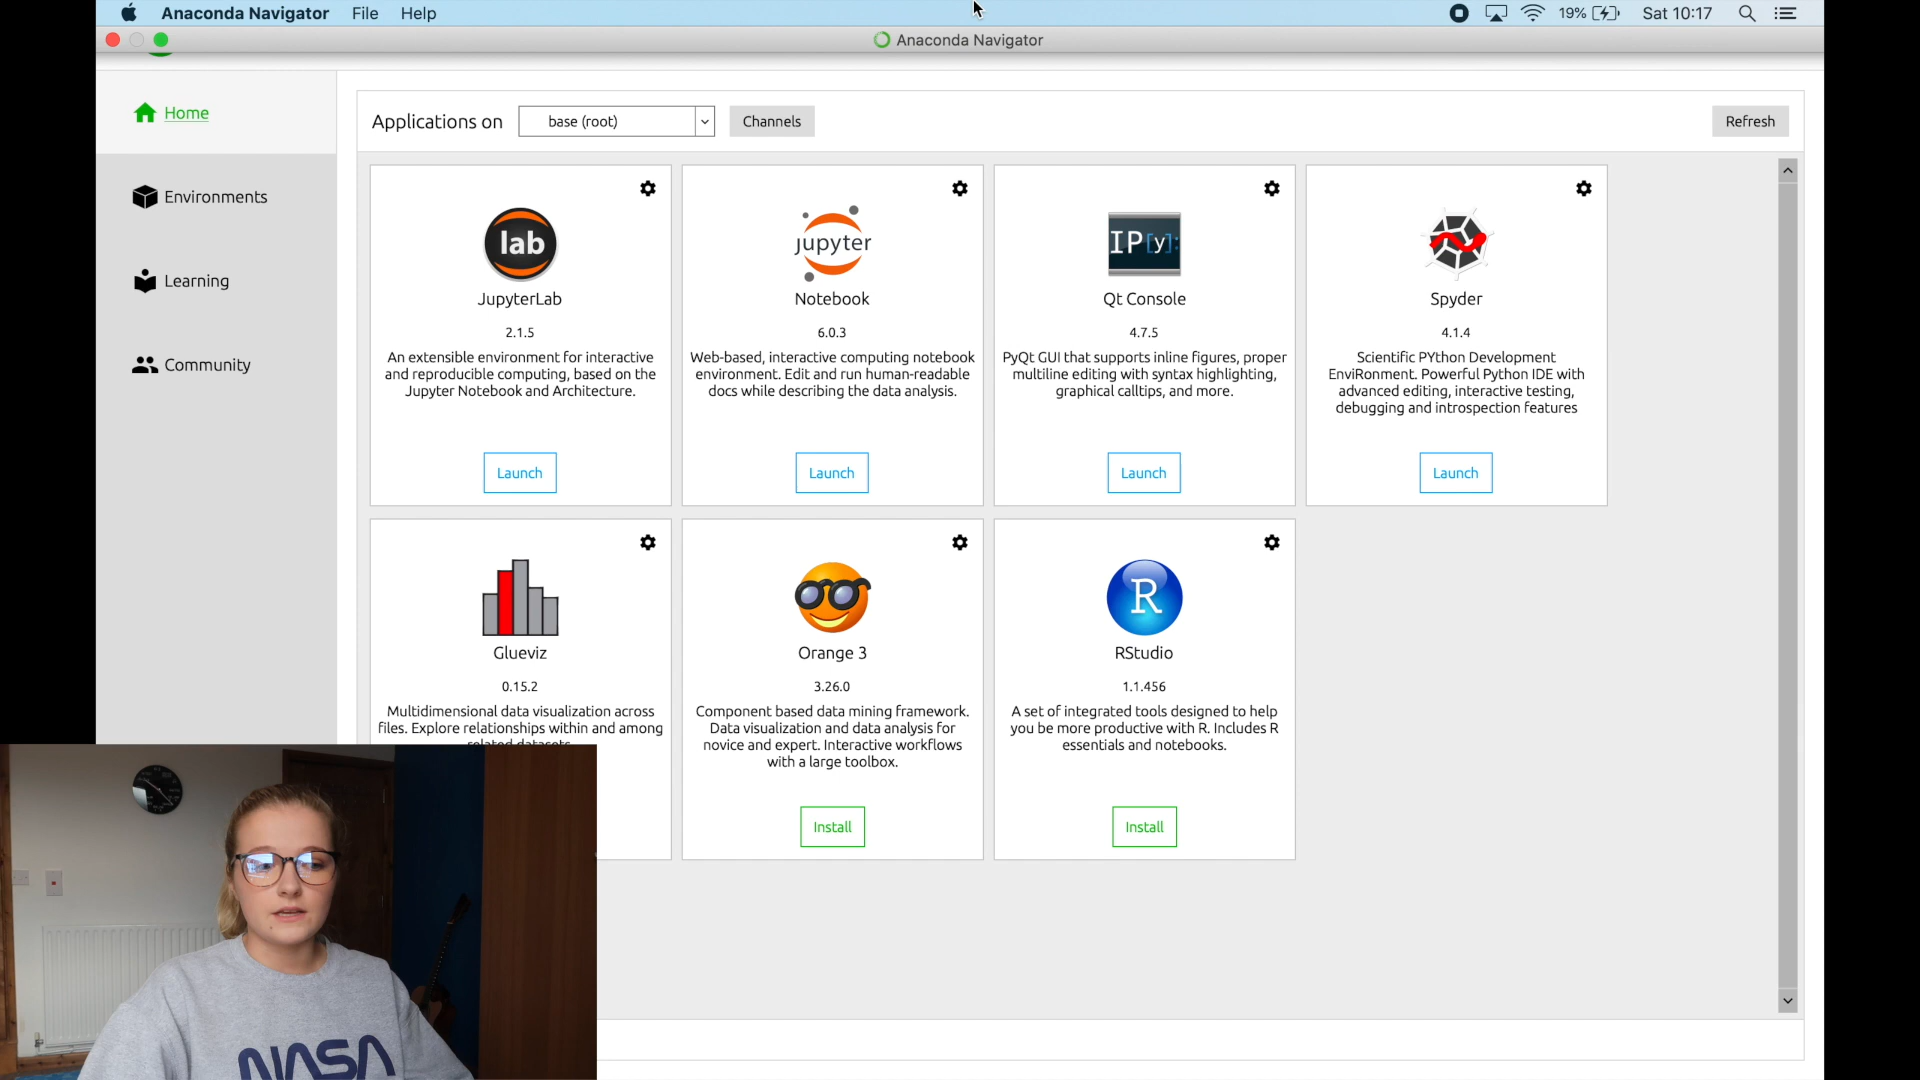 Anaconda Navigator File Help 19% Sat 10:17
Anaconda Navigator
Home
Applications on base (root) Channels Refresh
Environments
Learning
Community
lab
JupyterLab
2.1.5
An extensible environment for interactive
and reproducible computing, based on the
Jupyter Notebook and Architecture.
Launch
jupyter
Notebook
6.0.3
Web-based, interactive computing notebook
environment. Edit and run human-readable
docs while describing the data analysis.
Launch
IP[y]:
Qt Console
4.7.5
PyQt GUI that supports inline figures, proper
multiline editing with syntax highlighting,
graphical calltips, and more.
Launch
Spyder
4.1.4
Scientific PYthon Development
EnviRonment. Powerful Python IDE with
advanced editing, interactive testing,
debugging and introspection features
Launch
Glueviz
0.15.2
Multidimensional data visualization across
files. Explore relationships within and among
related datasets.
Orange 3
3.26.0
Component based data mining framework.
Data visualization and data analysis for
novice and expert. Interactive workflows
with a large toolbox.
Install
R
RStudio
1.1.456
A set of integrated tools designed to help
you be more productive with R. Includes R
essentials and notebooks.
Install
NASA